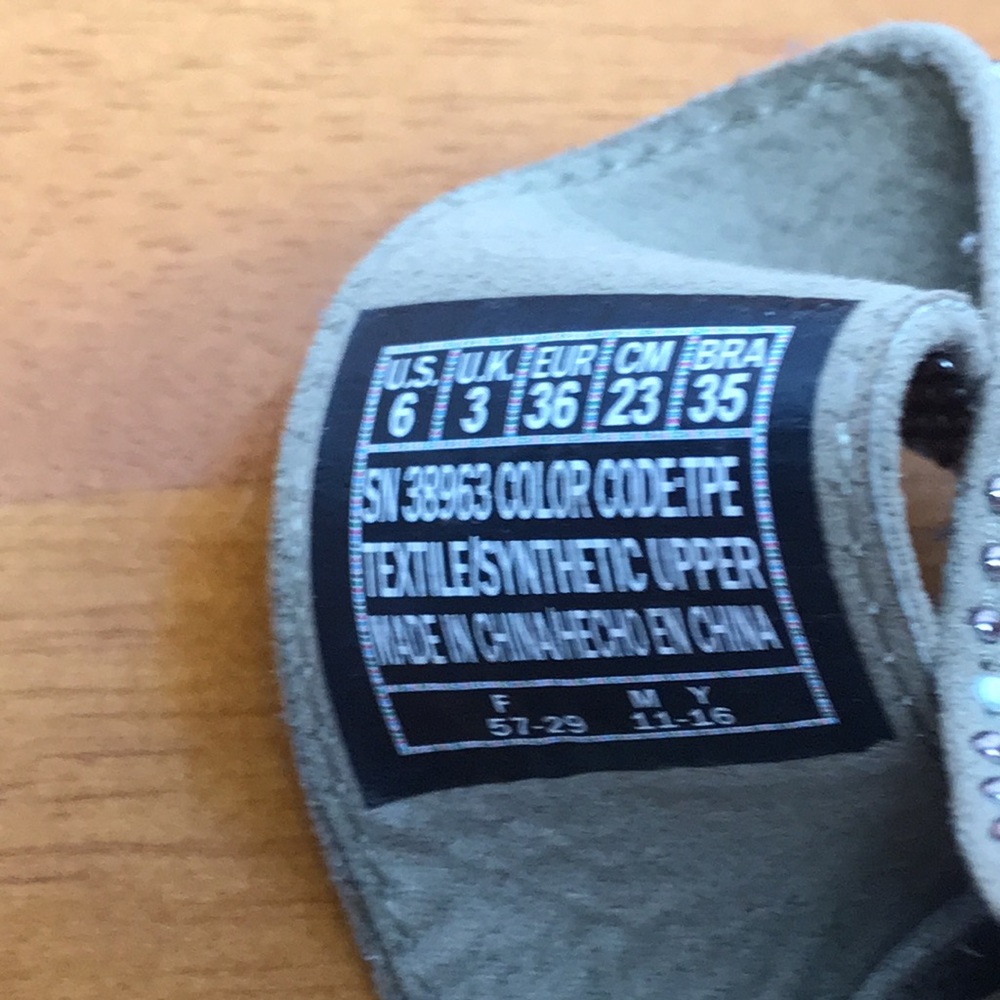 U.S. U.K. EUR CM BRA
6 3 36 23 35
SN 38963 COLOR CODE:TPE
TEXTILE/SYNTHETIC UPPER
MADE IN CHINA/HECHO EN CHINA
F M Y
57-29 11-16